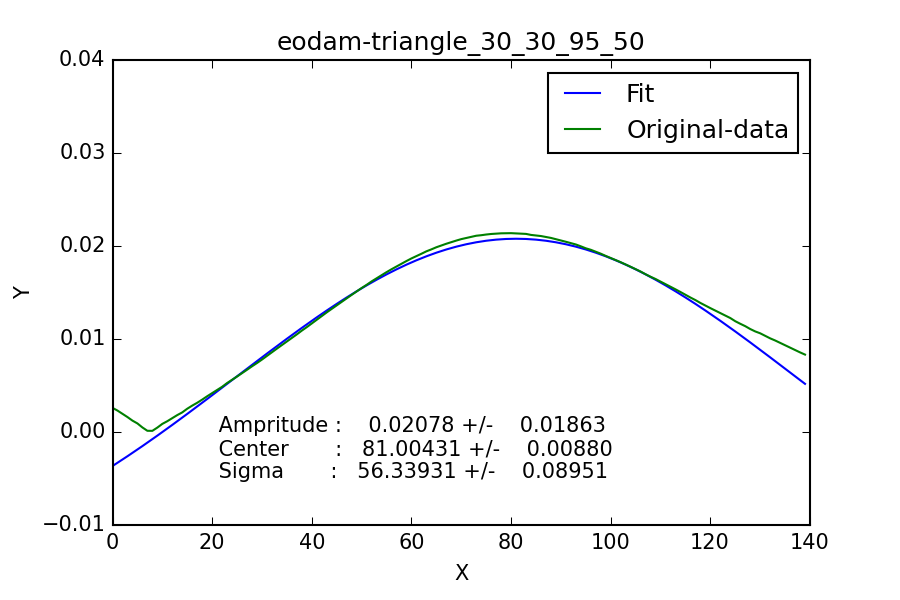 eodam-triangle_30_30_95_50
0.04
0.03
0.02
0.01
0.00
−0.01
Y
Fit
Original-data
Ampritude : 0.02078 +/- 0.01863
Center : 81.00431 +/- 0.00880
Sigma : 56.33931 +/- 0.08951
0 20 40 60 80 100 120 140
X